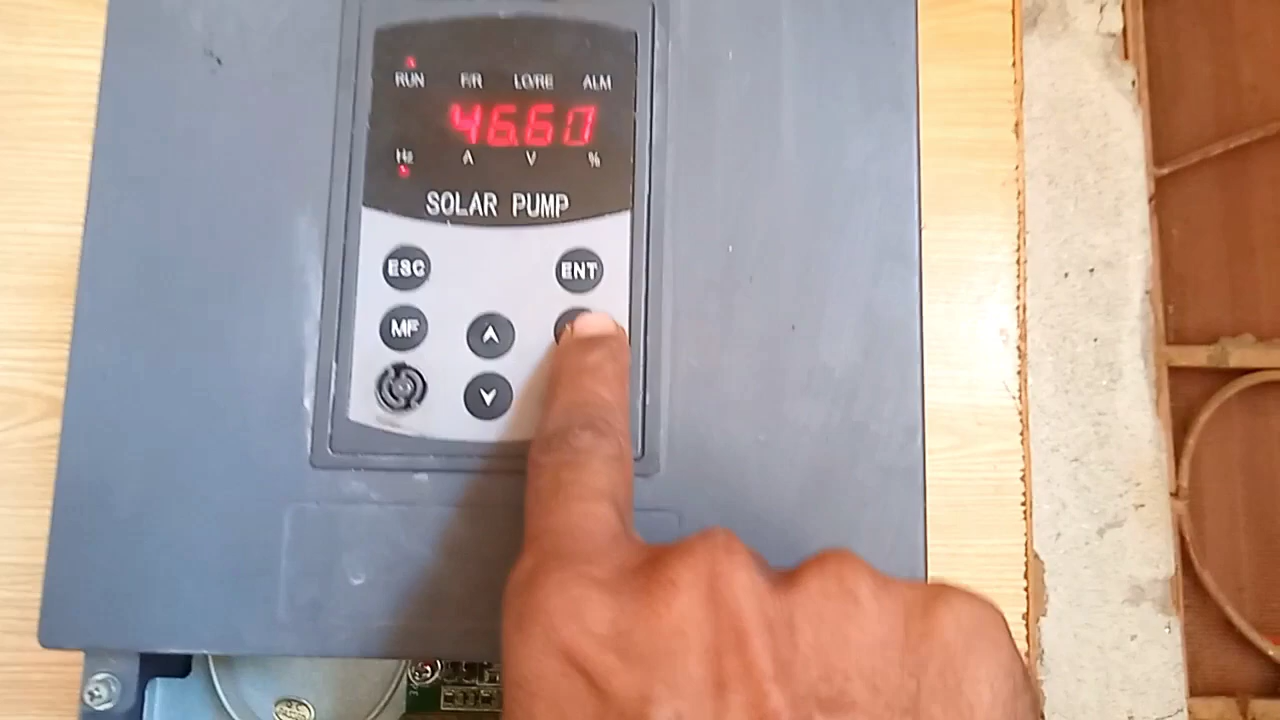 RUN F/R LO/RE ALM
46.60
Hz A V %
SOLAR PUMP
ESC ENT
MF